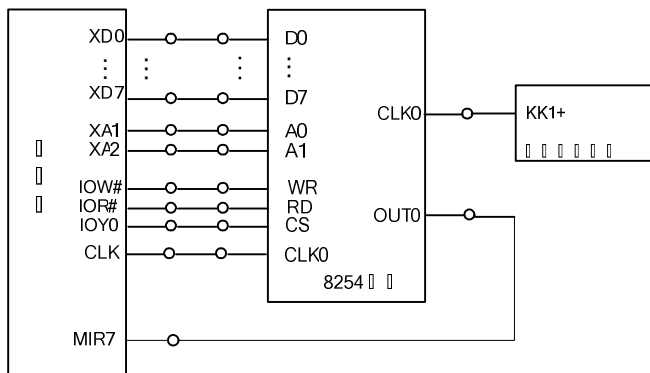 XD0 D0
XD7 D7
CLK0
KK1+
XA1 A0
XA2 A1
IOW# WR
IOR# RD
IOY0 CS
OUT0
CLK CLK0
8254
MIR7